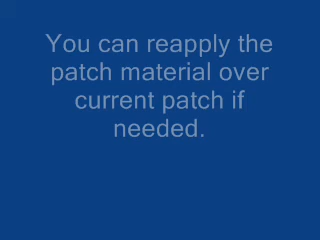 You can reapply the
patch material over
current patch if
needed.